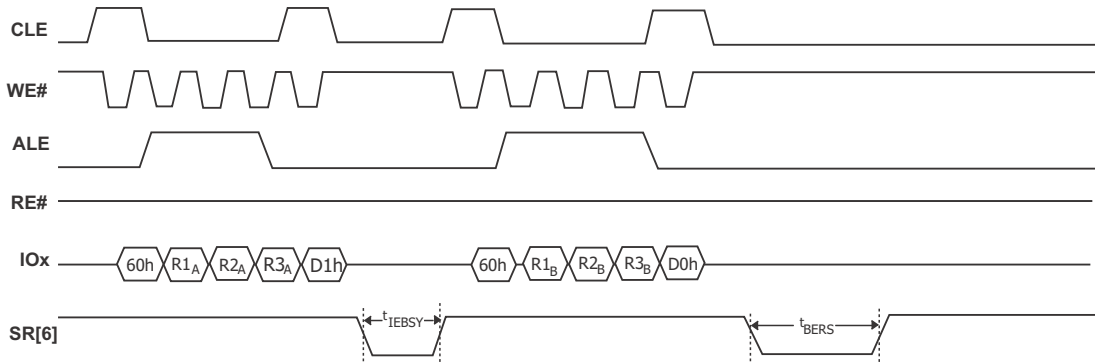 CLE
WE#
ALE
RE#
IOx 60h R1A R2A R3A D1h 60h R1B R2B R3B D0h
SR[6] tIEBSY tBERS